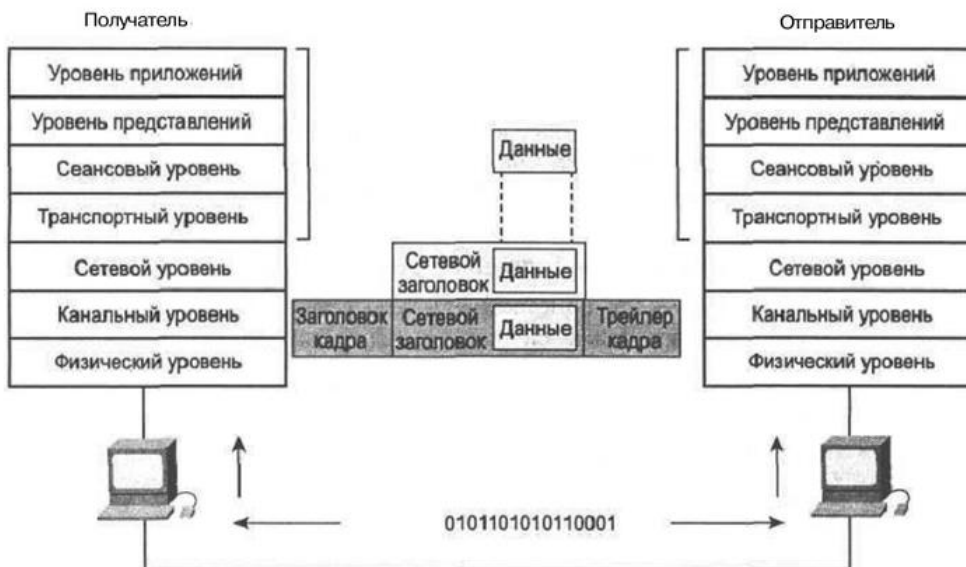 Получатель
Отправитель
Уровень приложений
Уровень представлений
Сеансовый уровень
Транспортный уровень
Сетевой уровень
Канальный уровень
Физический уровень
Данные
Сетевой
заголовок
Данные
Заголовок
кадра
Сетевой
заголовок
Данные
Трейлер
кадра
Уровень приложений
Уровень представлений
Сеансовый уровень
Транспортный уровень
Сетевой уровень
Канальный уровень
Физический уровень
0101101010110001